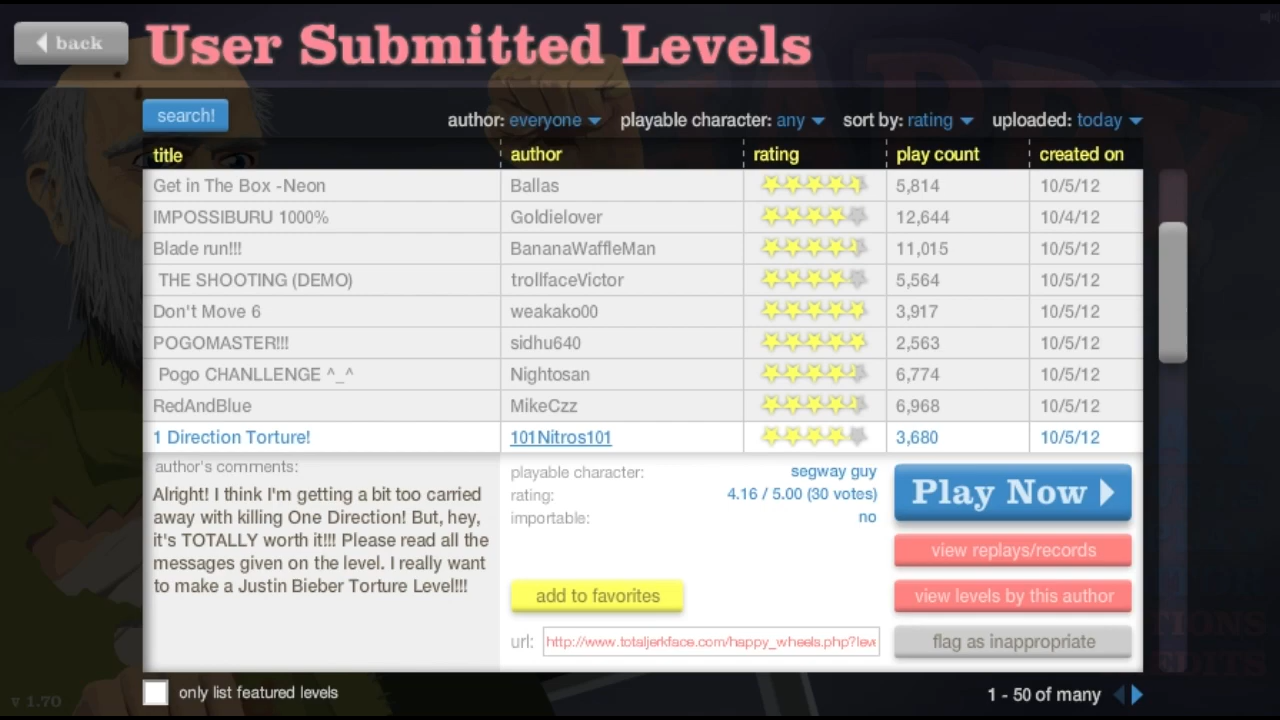 back
User Submitted Levels
search!
author: everyone playable character: any sort by: rating uploaded: today
title author rating play count created on
Get in The Box -Neon Ballas 5,814 10/5/12
IMPOSSIBURU 1000% Goldielover 12,644 10/4/12
Blade run!!! BananaWaffleMan 11,015 10/5/12
THE SHOOTING (DEMO) trollfaceVictor 5,564 10/5/12
Don't Move 6 weakako00 3,917 10/5/12
POGOMASTER!!! sidhu640 2,563 10/5/12
Pogo CHANLLENGE ^_^ Nightosan 6,774 10/5/12
RedAndBlue MikeCzz 6,968 10/5/12
1 Direction Torture! 101Nitros101 3,680 10/5/12
author's comments:
Alright! I think I'm getting a bit too carried
away with killing One Direction! But, hey,
it's TOTALLY worth it!!! Please read all the
messages given on the level. I really want
to make a Justin Bieber Torture Level!!!
playable character: segway guy
rating: 4.16 / 5.00 (30 votes)
importable: no
add to favorites
url: http://www.totaljerkface.com/happy_wheels.php?leve
Play Now
view replays/records
view levels by this author
flag as inappropriate
only list featured levels
1 - 50 of many
v 1.70